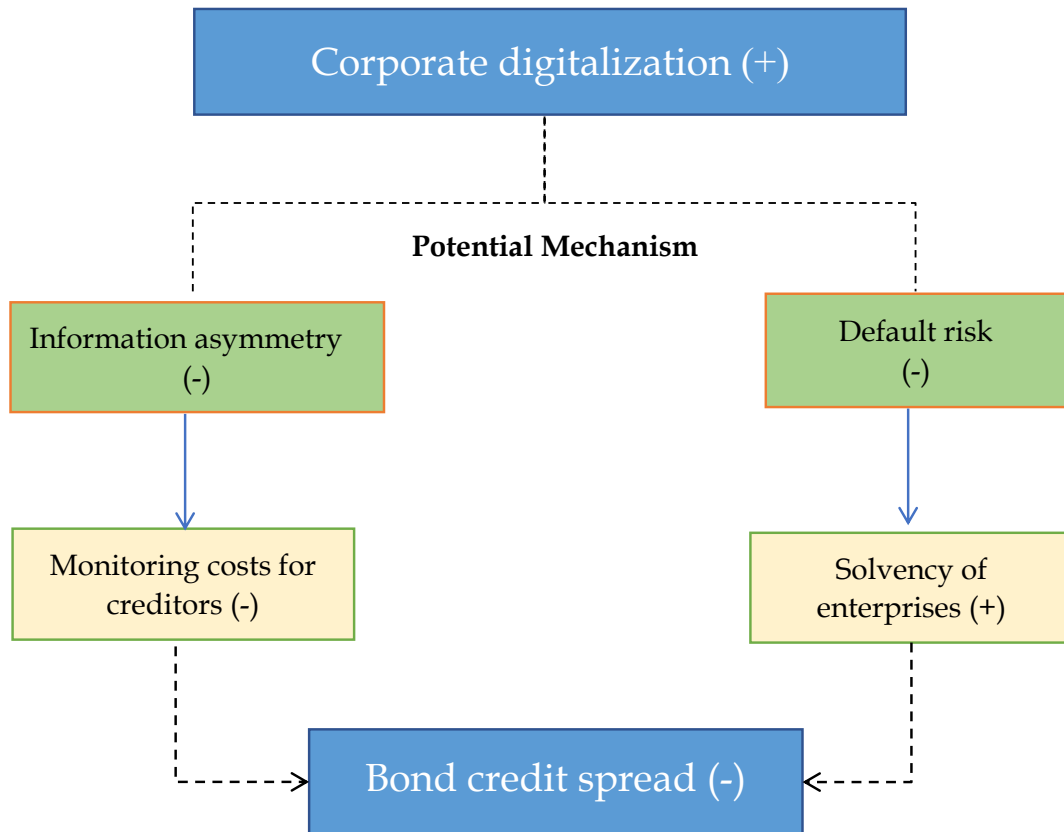 Corporate digitalization (+)
Potential Mechanism
Information asymmetry
(-)
Default risk
(-)
Monitoring costs for
creditors (-)
Solvency of
enterprises (+)
Bond credit spread (-)